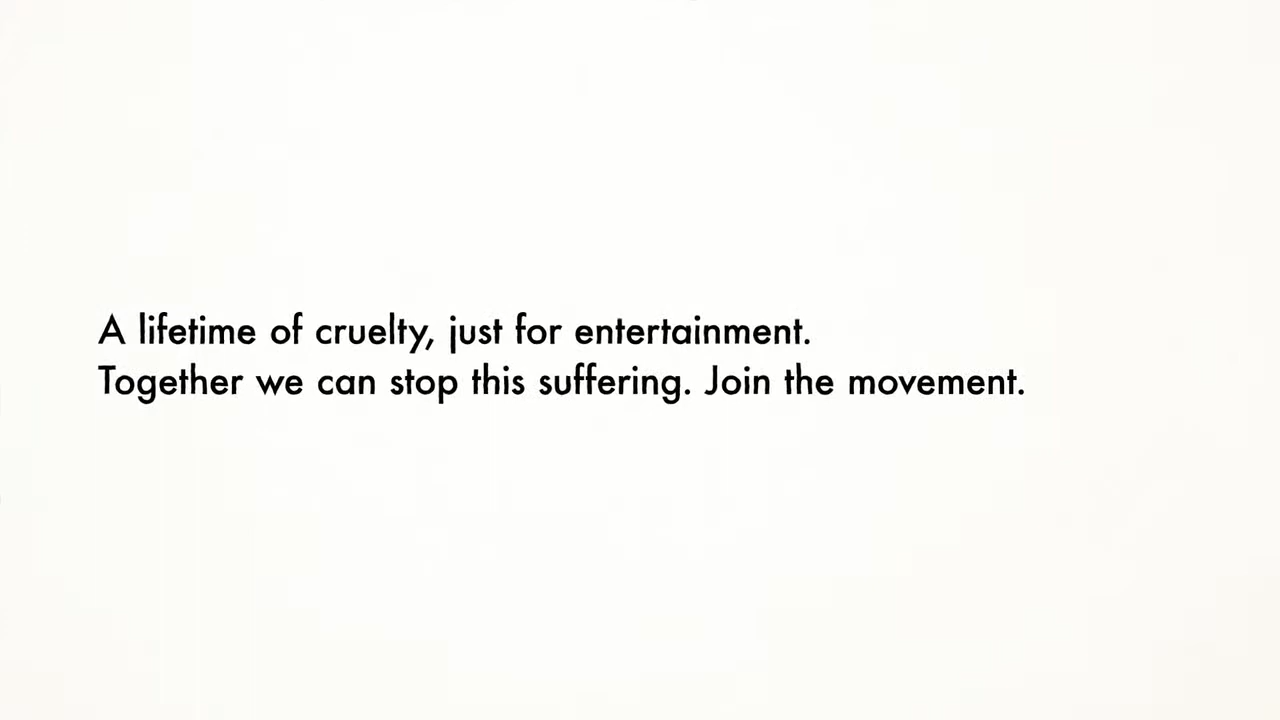 A lifetime of cruelty, just for entertainment.
Together we can stop this suffering. Join the movement.